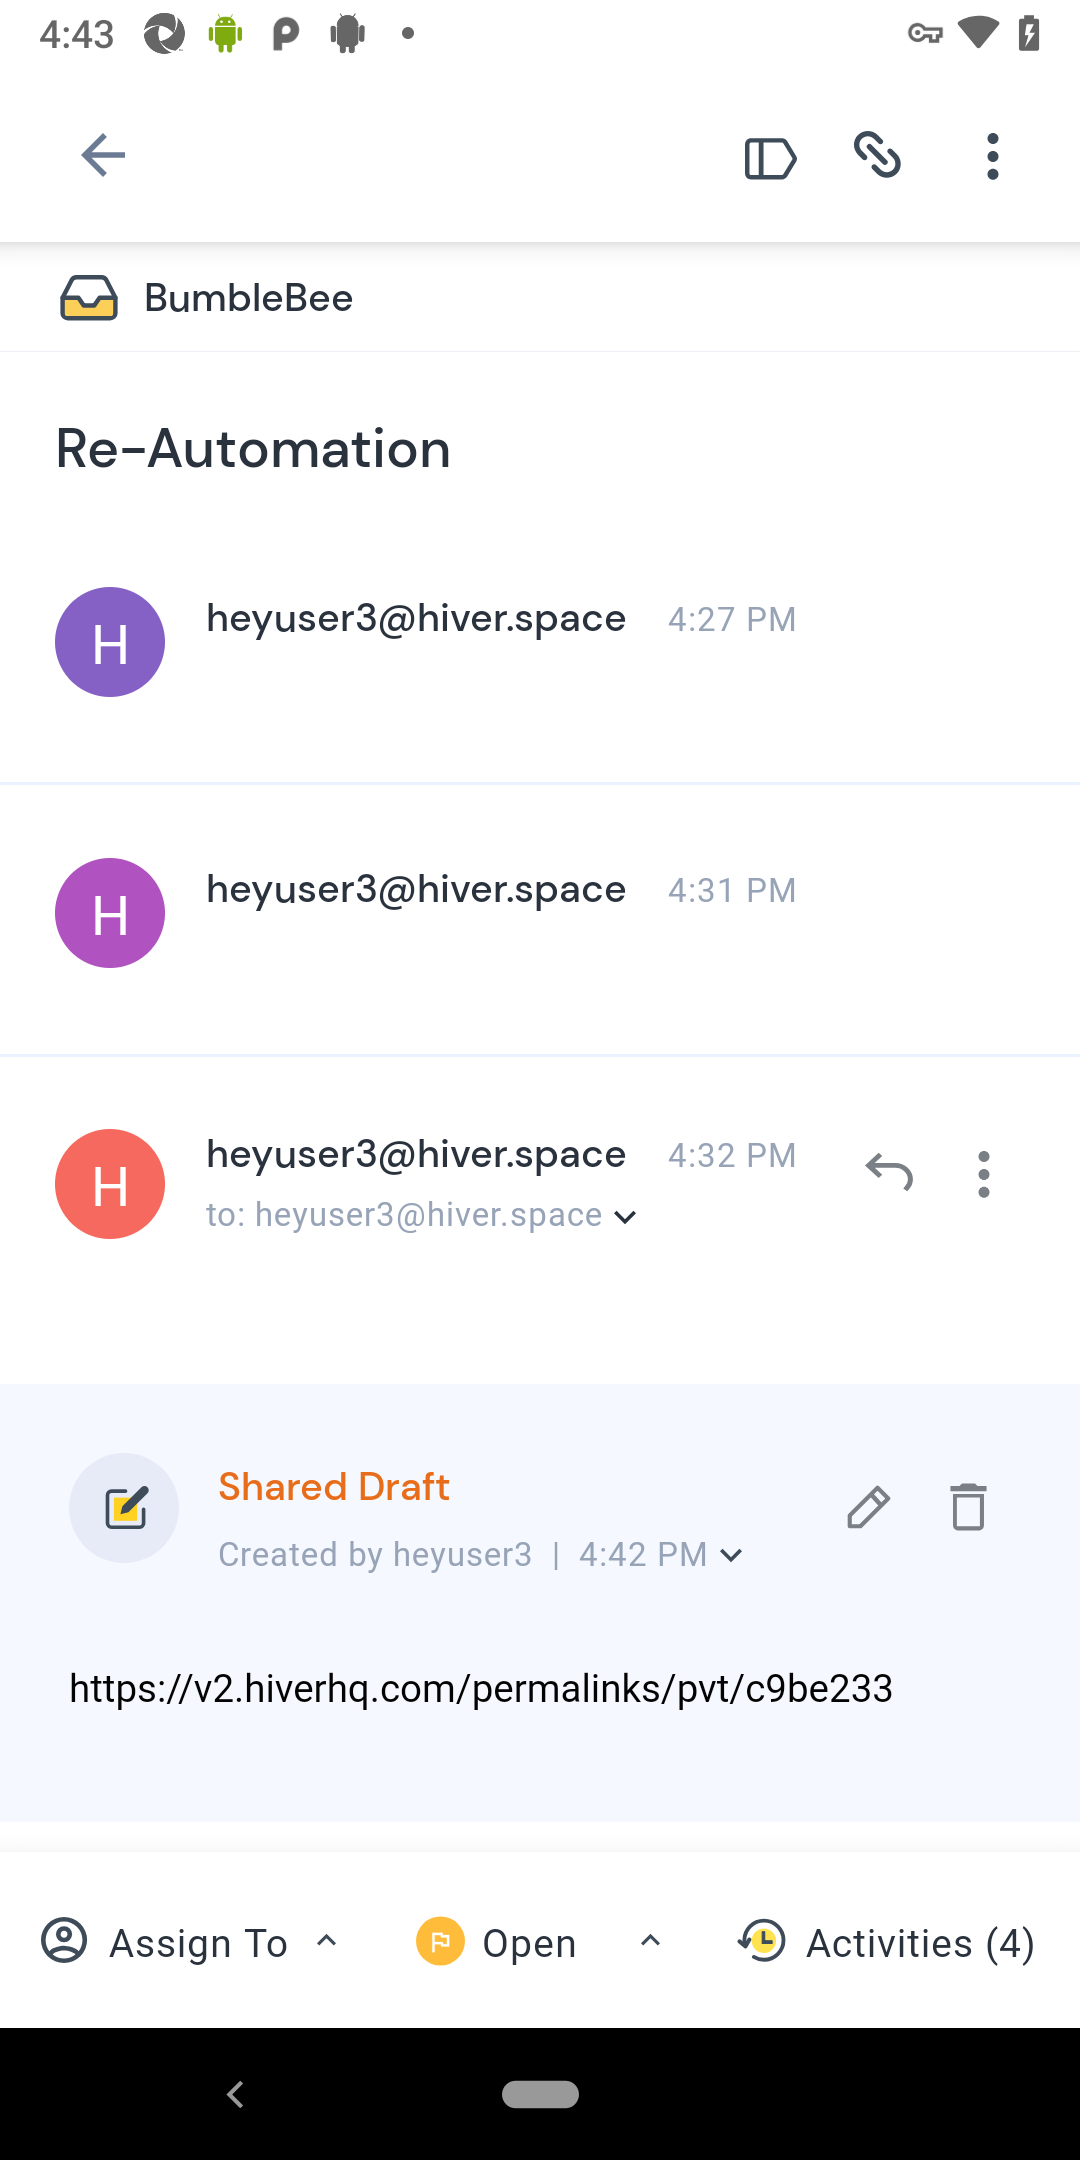 4:43
BumbleBee
Re-Automation
H heyuser3@hiver.space 4:27 PM
H heyuser3@hiver.space 4:31 PM
H heyuser3@hiver.space 4:32 PM
to: heyuser3@hiver.space
Shared Draft
Created by heyuser3 | 4:42 PM
https://v2.hiverhq.com/permalinks/pvt/c9be233
Assign To Open Activities (4)